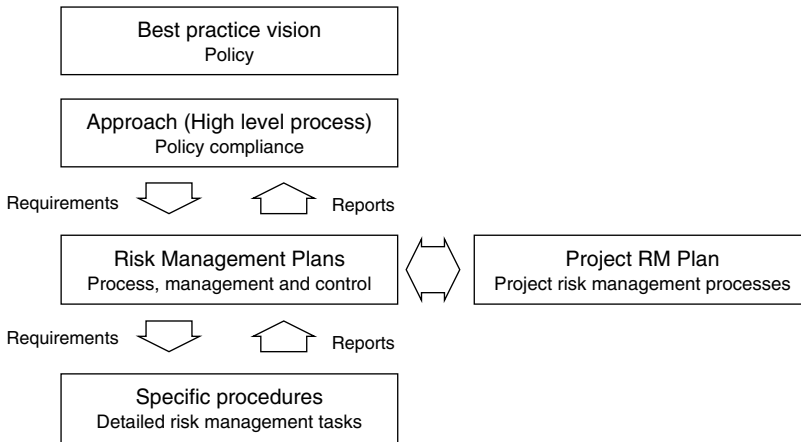 Best practice vision
Policy
Approach (High level process)
Policy compliance
Requirements
Reports
Risk Management Plans
Process, management and control
Project RM Plan
Project risk management processes
Requirements
Reports
Specific procedures
Detailed risk management tasks